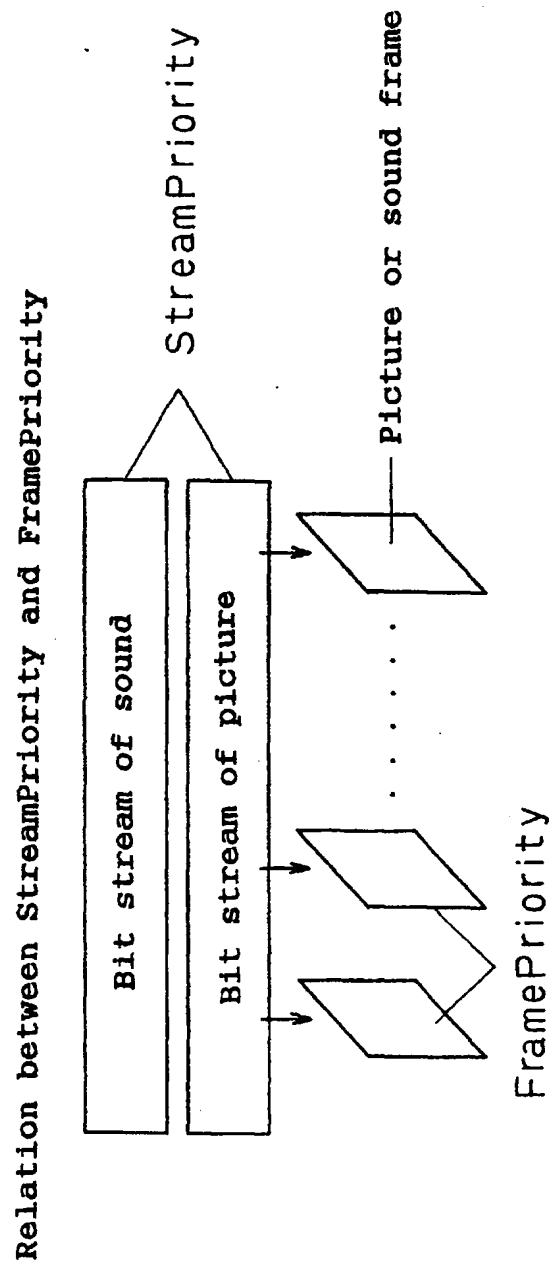 Relation between StreamPriority and FramePriority
Bit stream of sound
StreamPriority
Bit stream of picture
Picture or sound frame
FramePriority